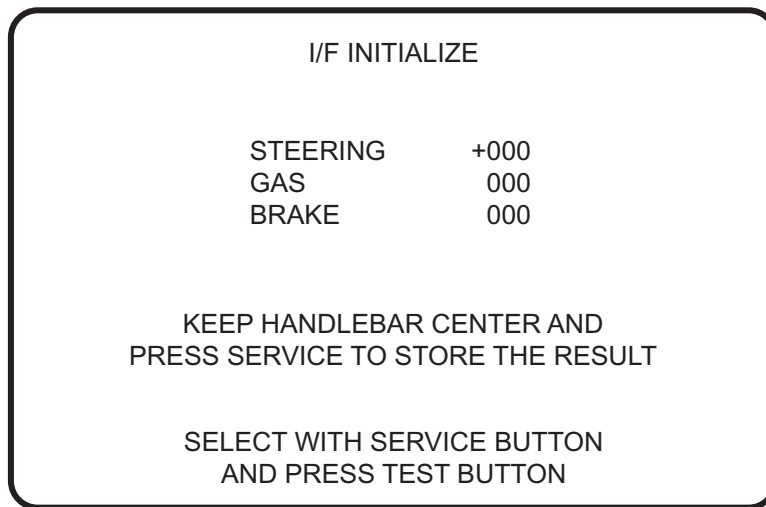 I/F INITIALIZE
STEERING +000
GAS 000
BRAKE 000
KEEP HANDLEBAR CENTER AND
PRESS SERVICE TO STORE THE RESULT
SELECT WITH SERVICE BUTTON
AND PRESS TEST BUTTON